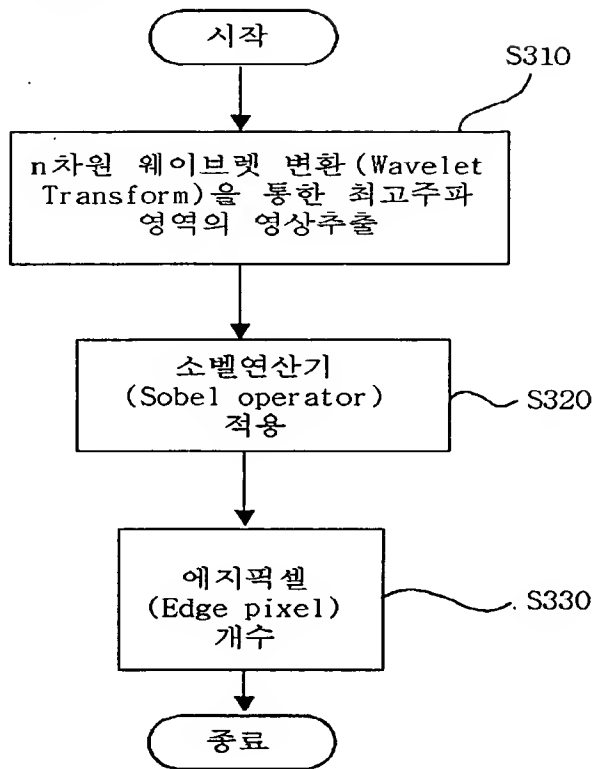 시작
S310
n차원 웨이브렛 변환(Wavelet
Transform)을 통한 최고주파
영역의 영상추출
소벨연산기
(Sobel operator)
적용
S320
에지픽셀
(Edge pixel)
개수
S330
종료